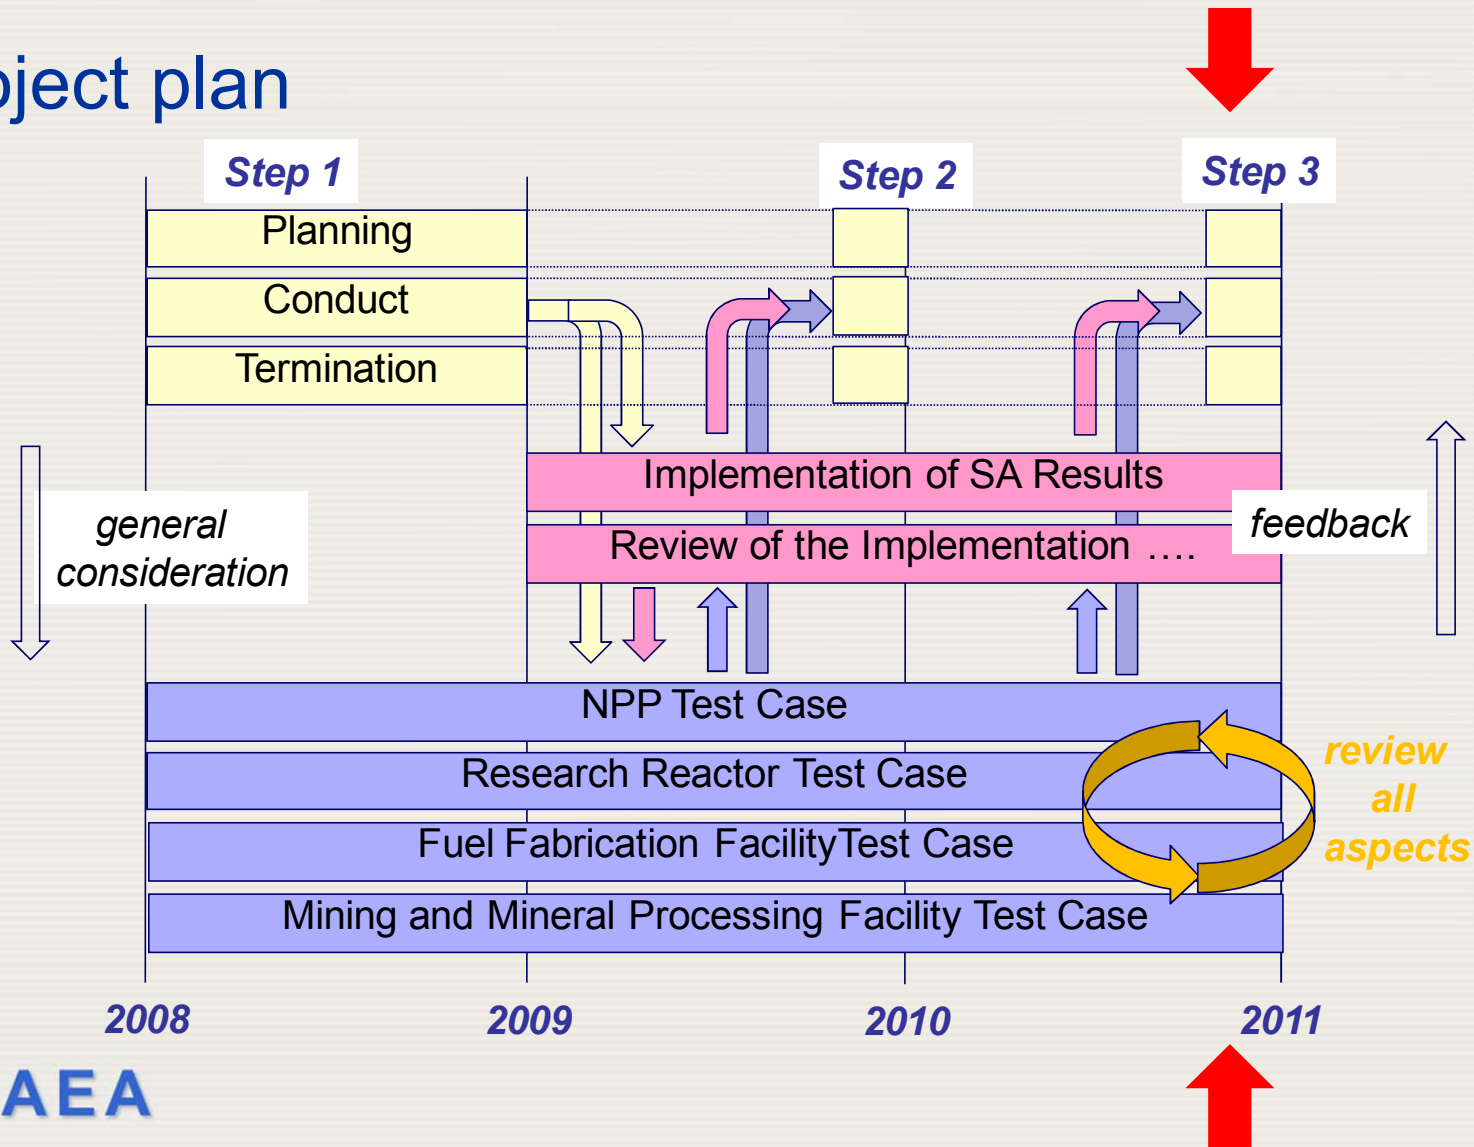 oject plan
Step 1
Step 2
Step 3
Planning
Conduct
Termination
Implementation of SA Results
general
consideration
feedback
Review of the Implementation ….
NPP Test Case
Research Reactor Test Case
review
all
aspects
Fuel Fabrication FacilityTest Case
Mining and Mineral Processing Facility Test Case
2008
2009
2010
2011
AEA